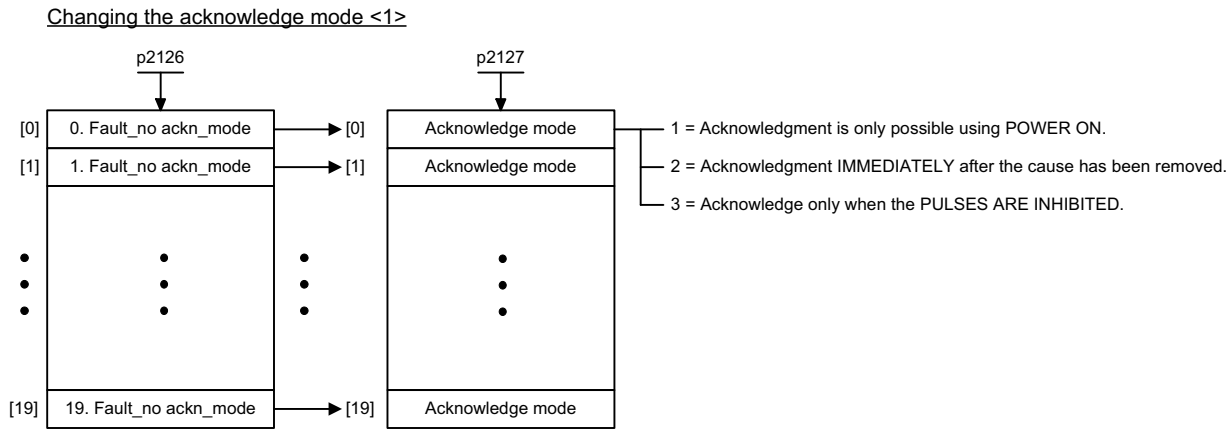 Changing the acknowledge mode <1>
p2126 p2127
[0] 0. Fault_no ackn_mode [0] Acknowledge mode 1 = Acknowledgment is only possible using POWER ON.
[1] 1. Fault_no ackn_mode [1] Acknowledge mode 2 = Acknowledgment IMMEDIATELY after the cause has been removed.
3 = Acknowledge only when the PULSES ARE INHIBITED.
[19] 19. Fault_no ackn_mode [19] Acknowledge mode